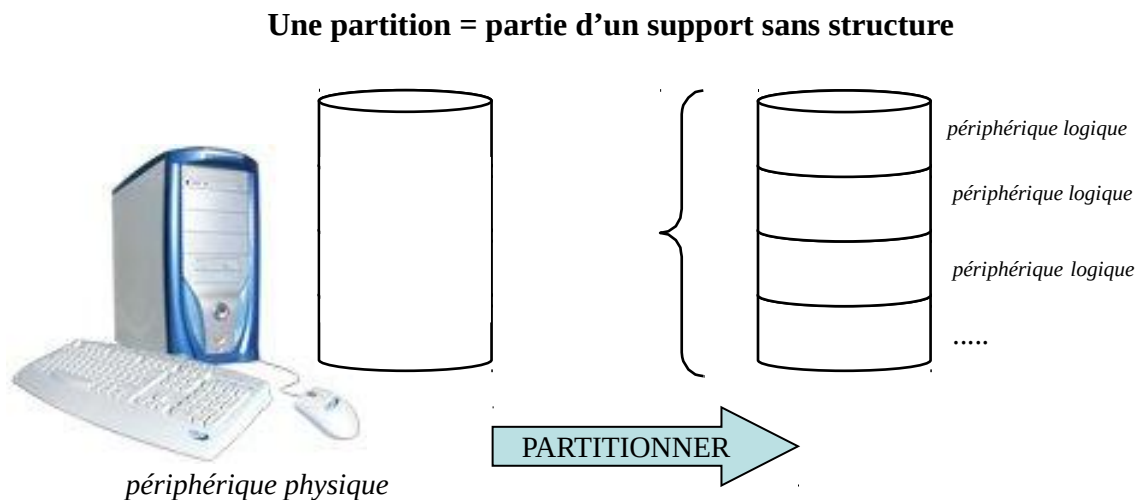 Une partition = partie d’un support sans structure
périphérique logique
périphérique logique
périphérique logique
.....
PARTITIONNER
périphérique physique